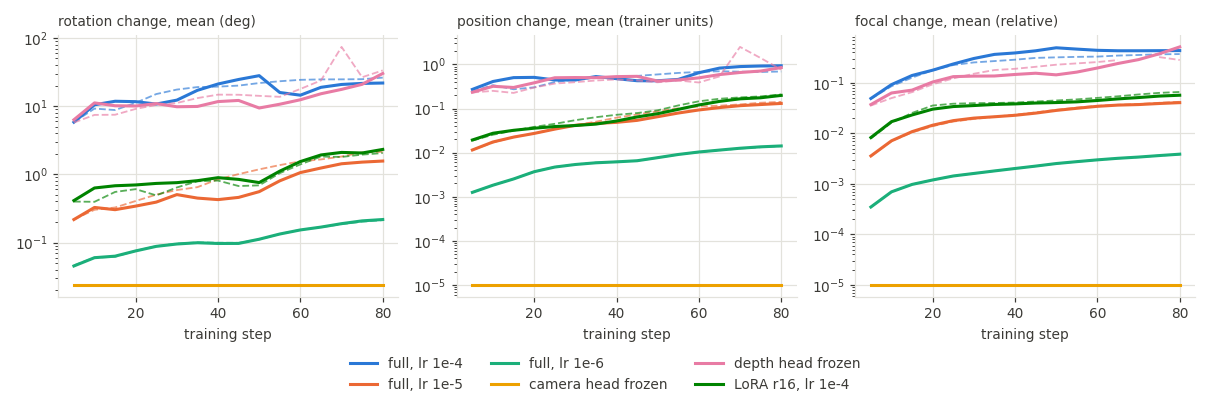 rotation change, mean (deg)
position change, mean (trainer units)
focal change, mean (relative)
10²
10¹
10⁰
10⁻¹
20
40
60
80
training step
10⁰
10⁻¹
10⁻²
10⁻³
10⁻⁴
10⁻⁵
20
40
60
80
training step
10⁻¹
10⁻²
10⁻³
10⁻⁴
10⁻⁵
20
40
60
80
training step
full, lr 1e-4
full, lr 1e-5
full, lr 1e-6
camera head frozen
depth head frozen
LoRA r16, lr 1e-4